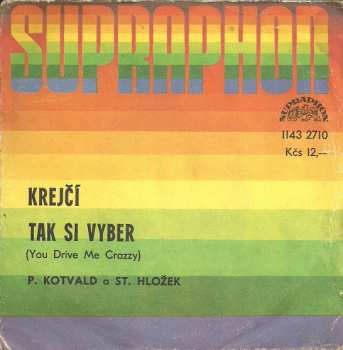 SUPRAPHON
SUPRAPHON
1143 2710
Kčs 12,—
KREJČÍ
TAK SI VYBER
(You Drive Me Crazzy)
P. KOTVALD a ST. HLOŽEK